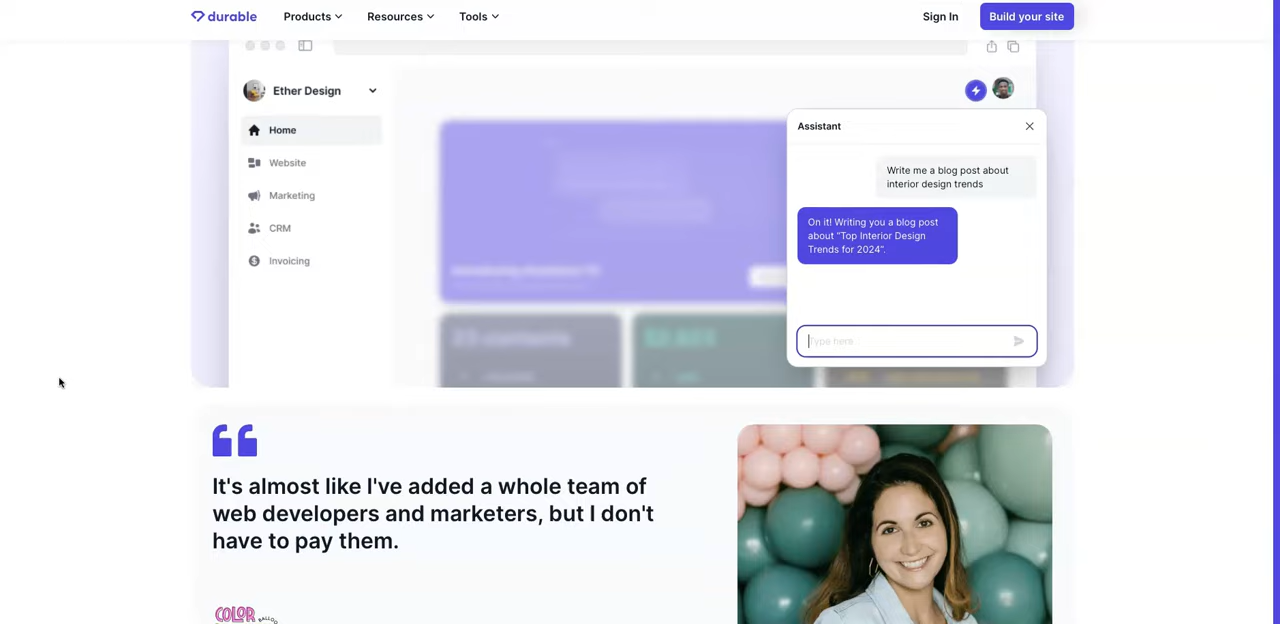 durable
Products
Resources
Tools
Sign In
Build your site
Ether Design
Home
Website
Marketing
CRM
Invoicing
Assistant
Write me a blog post about
interior design trends
On it! Writing you a blog post
about "Top Interior Design
Trends for 2024".
Type here
It's almost like I've added a whole team of
web developers and marketers, but I don't
have to pay them.
COLOR